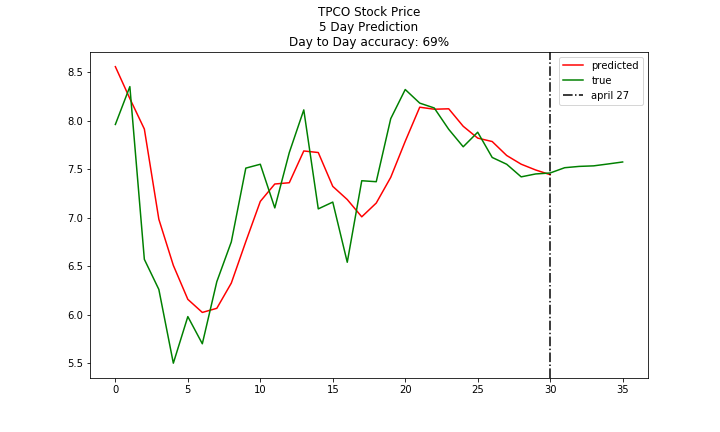 TPCO Stock Price
5 Day Prediction
Day to Day accuracy: 69%
predicted
true
april 27
8.5
8.0
7.5
7.0
6.5
6.0
5.5
0 5 10 15 20 25 30 35